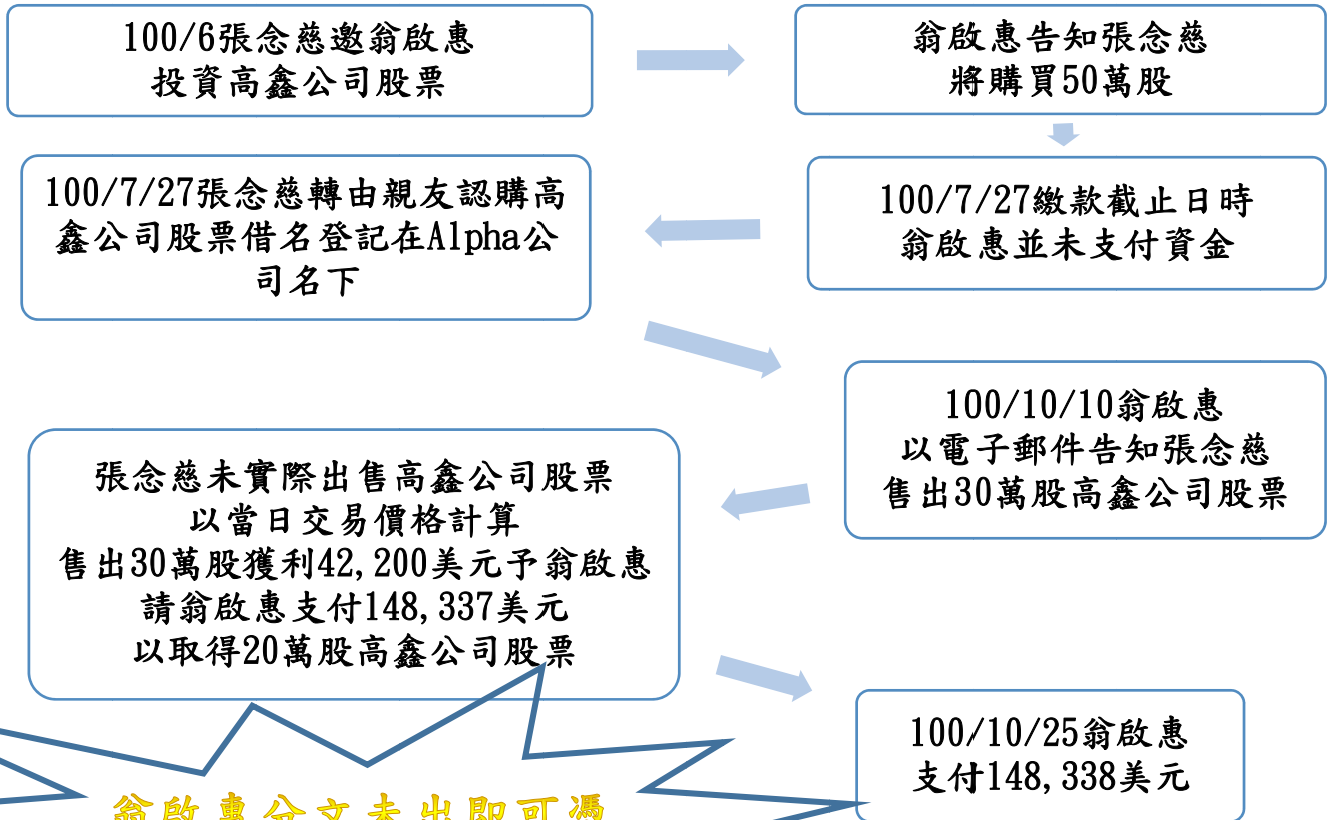 100/6張念慈邀翁啟惠
投資高鑫公司股票
翁啟惠告知張念慈
將購買50萬股
100/7/27繳款截止日時
翁啟惠並未支付資金
100/7/27張念慈轉由親友認購高
鑫公司股票借名登記在Alpha公
司名下
100/10/10翁啟惠
以電子郵件告知張念慈
售出30萬股高鑫公司股票
張念慈未實際出售高鑫公司股票
以當日交易價格計算
售出30萬股獲利42,200美元予翁啟惠
請翁啟惠支付148,337美元
以取得20萬股高鑫公司股票
100/10/25翁啟惠
支付148,338美元
翁啟惠分文未出即可憑